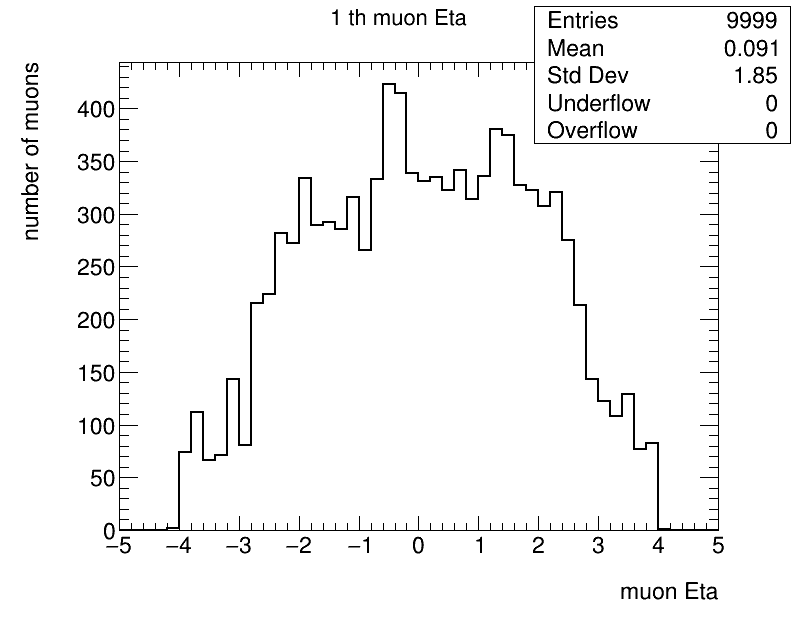 1 th muon Eta
Entries 9999
Mean 0.091
Std Dev 1.85
Underflow 0
Overflow 0
number of muons
400
350
300
250
200
150
100
50
0
−5 −4 −3 −2 −1 0 1 2 3 4 5
muon Eta